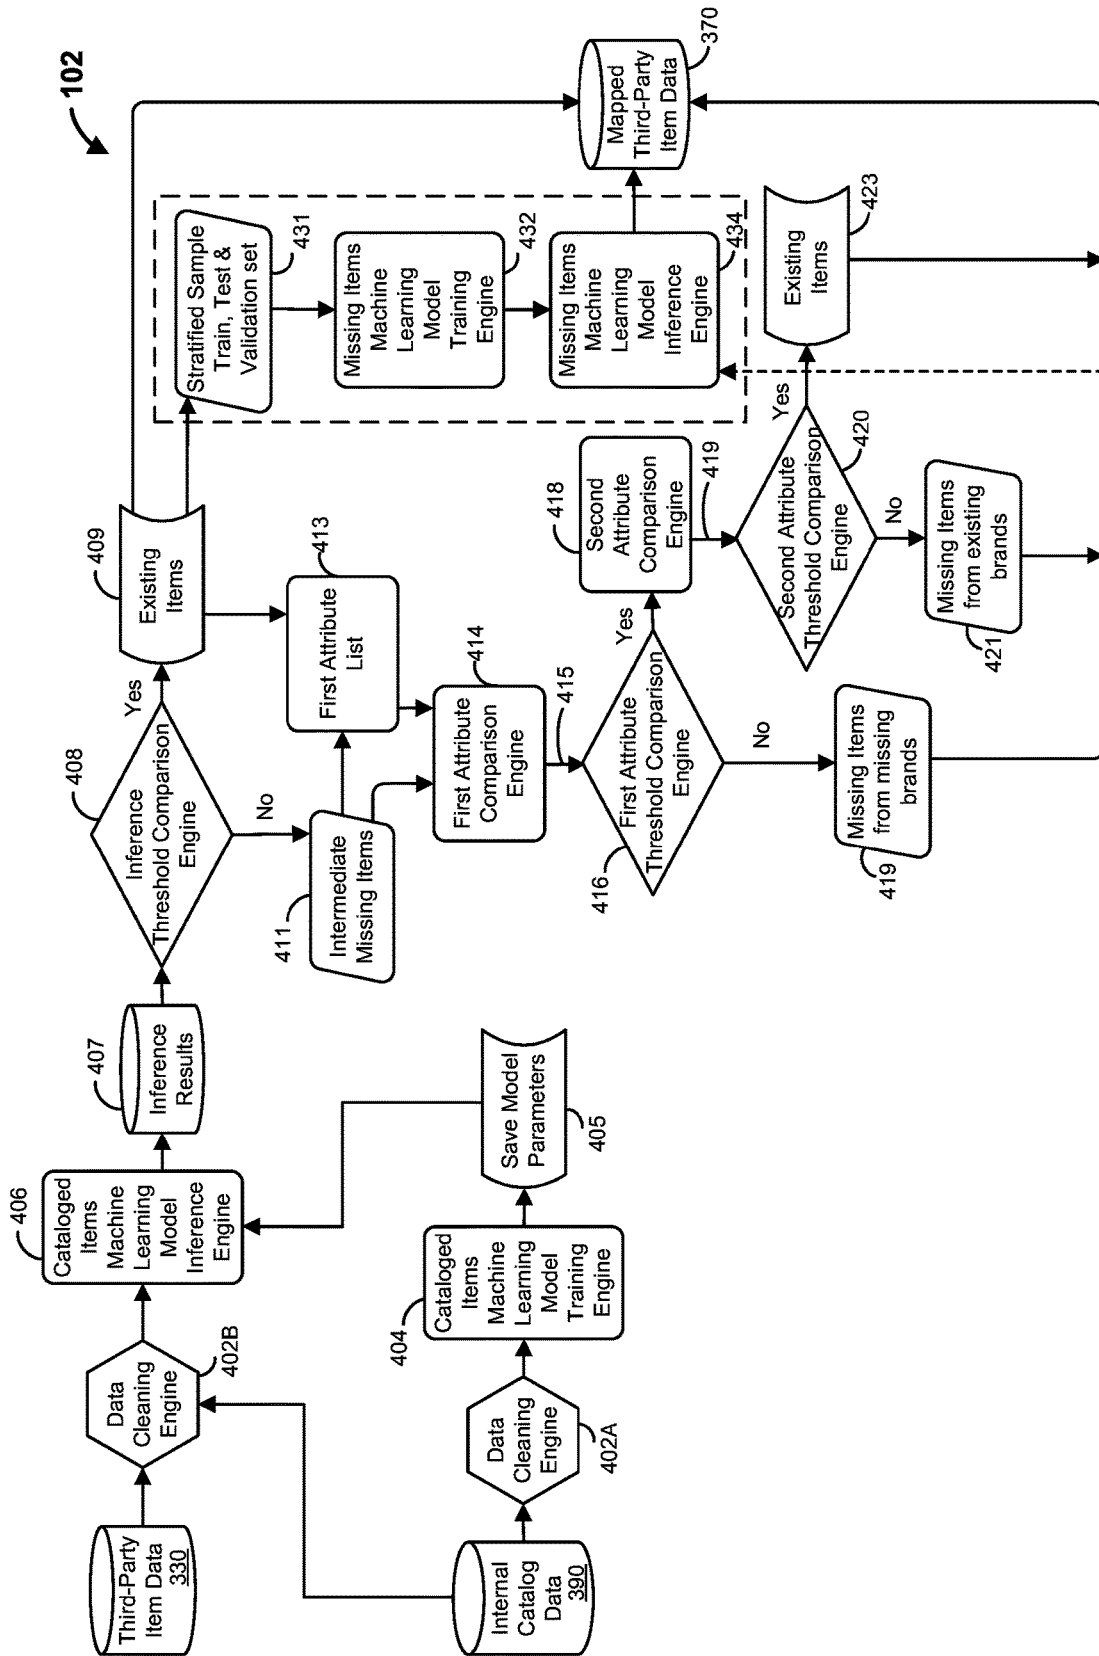 102
Third-Party
Item Data
330
Data
Cleaning
Engine
402B
Cataloged
Items
Machine
Learning
Model
Inference
Engine
406
Inference
Results
407
Inference
Threshold Comparison
Engine
408
Yes
No
Existing
Items
409
Internal
Catalog
Data
390
Data
Cleaning
Engine
402A
Cataloged
Items
Machine
Learning
Model
Training
Engine
404
Save Model
Parameters
405
Intermediate
Missing Items
411
First Attribute
List
413
First Attribute
Comparison
Engine
414
415
First Attribute
Threshold Comparison
Engine
416
Yes
No
Missing Items
from missing
brands
419
Second
Attribute
Comparison
Engine
418
419
Second Attribute
Threshold Comparison
Engine
420
Yes
No
Missing Items
from existing
brands
421
Existing
Items
423
Stratified Sample
Train, Test &
Validation set
431
Missing Items
Machine
Learning
Model
Training
Engine
432
Missing Items
Machine
Learning
Model
Inference
Engine
434
Mapped
Third-Party
Item Data
370